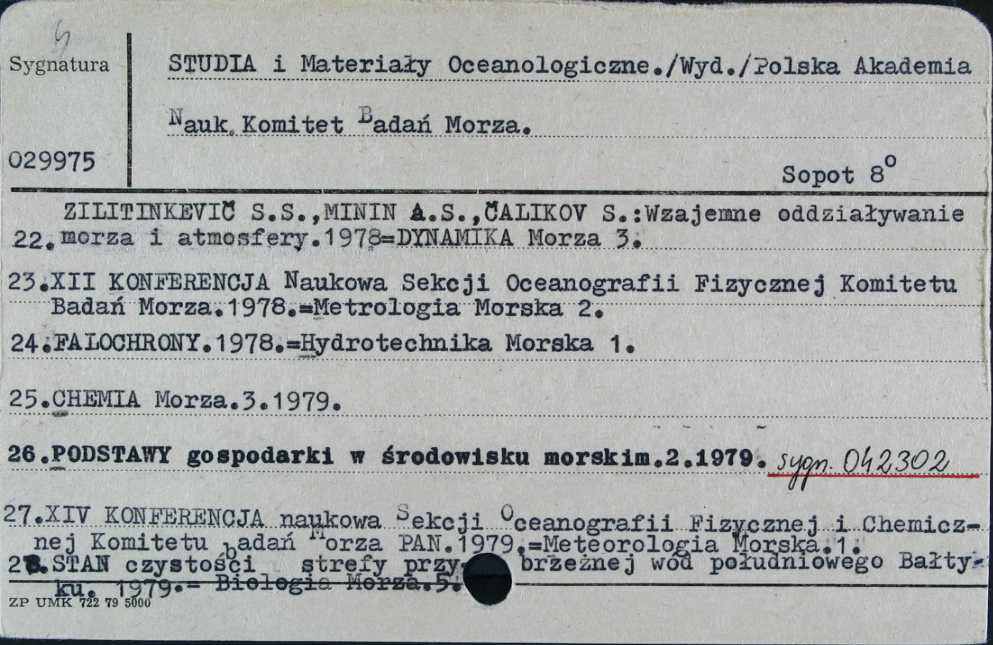 Sygnatura
STUDIA i Materiały Oceanologiczne./Wyd./Polska Akademia
Nauk. Komitet Badań Morza.
029975
Sopot 8o
ZILITINKEVIČ S.S.,MININ A.S.,ČALIKOV S.:Wzajemne oddziaływanie
22. morza i atmosfery.1978=DYNAMIKA Morza 3.
23.XII KONFERENCJA Naukowa Sekcji Oceanografii Fizycznej Komitetu
Badań Morza.1978.=Metrologia Morska 2.
24.FALOCHRONY.1978.=Hydrotechnika Morska 1.
25.CHEMIA Morza.3.1979.
26.PODSTAWY gospodarki w środowisku morskim.2.1979. sygn. 042302
27.XIV KONFERENCJA naukowa Sekcji Oceanografii Fizycznej i Chemicz-
nej Komitetu badań Morza PAN.1979.=Meteorologia Morska.1.
28.STAN czystości strefy przy brzeżnej wód południowego Bałty-
ku. 1979.= Biologia Morza.5.
ZP UMK 722 79 5000